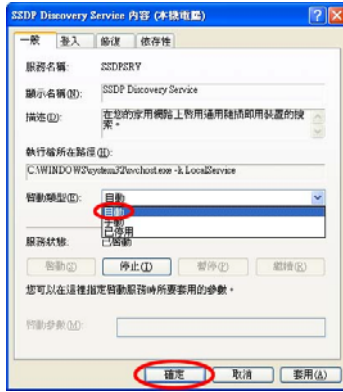 SSDP Discovery Service 內容 (本機電腦)
一般 登入 修復 依存性
服務名稱: SSDPSRV
顯示名稱(N): SSDP Discovery Service
描述(D): 在您的家用網路上啟用通用隨插即用裝置的搜索。
執行檔所在路徑(H):
C:\WINDOWS\system32\svchost.exe -k LocalService
啟動類型(E): 自動
自動
手動
已停用
服務狀態: 已啟動
啟動(S) 停止(T) 暫停(P) 繼續(R)
您可以在這裡指定啟動服務時所要套用的參數。
啟動參數(M):
確定 取消 套用(A)